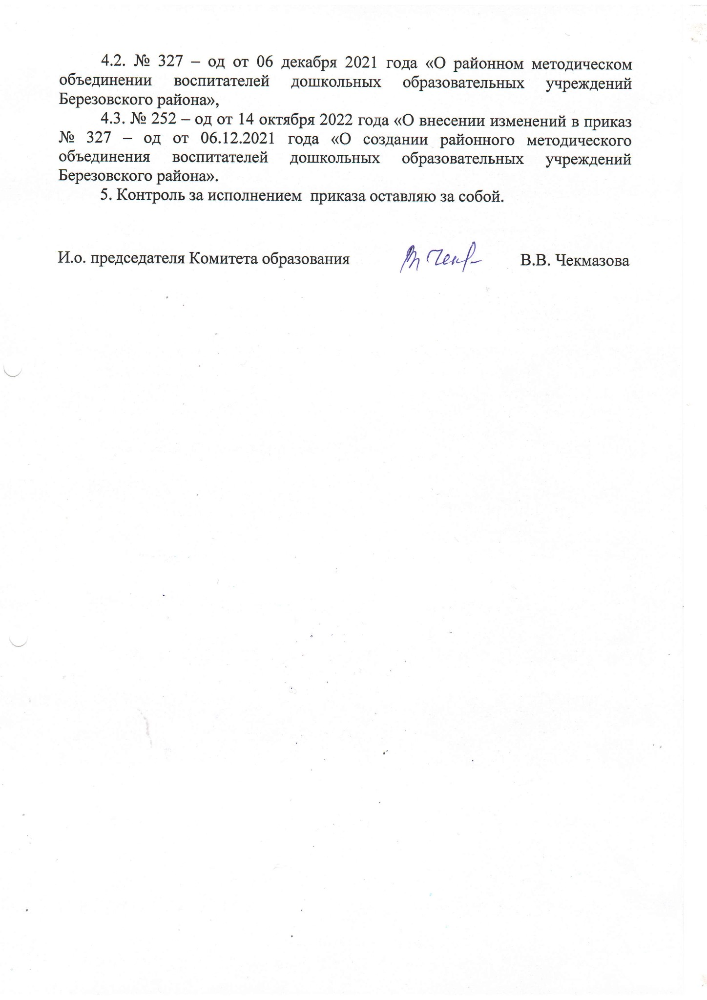 4.2. № 327 – од от 06 декабря 2021 года «О районном методическом
объединении воспитателей дошкольных образовательных учреждений
Березовского района»,
4.3. № 252 – од от 14 октября 2022 года «О внесении изменений в приказ
№ 327 – од от 06.12.2021 года «О создании районного методического
объединения воспитателей дошкольных образовательных учреждений
Березовского района».
5. Контроль за исполнением  приказа оставляю за собой.
И.о. председателя Комитета образования В.В. Чекмазова